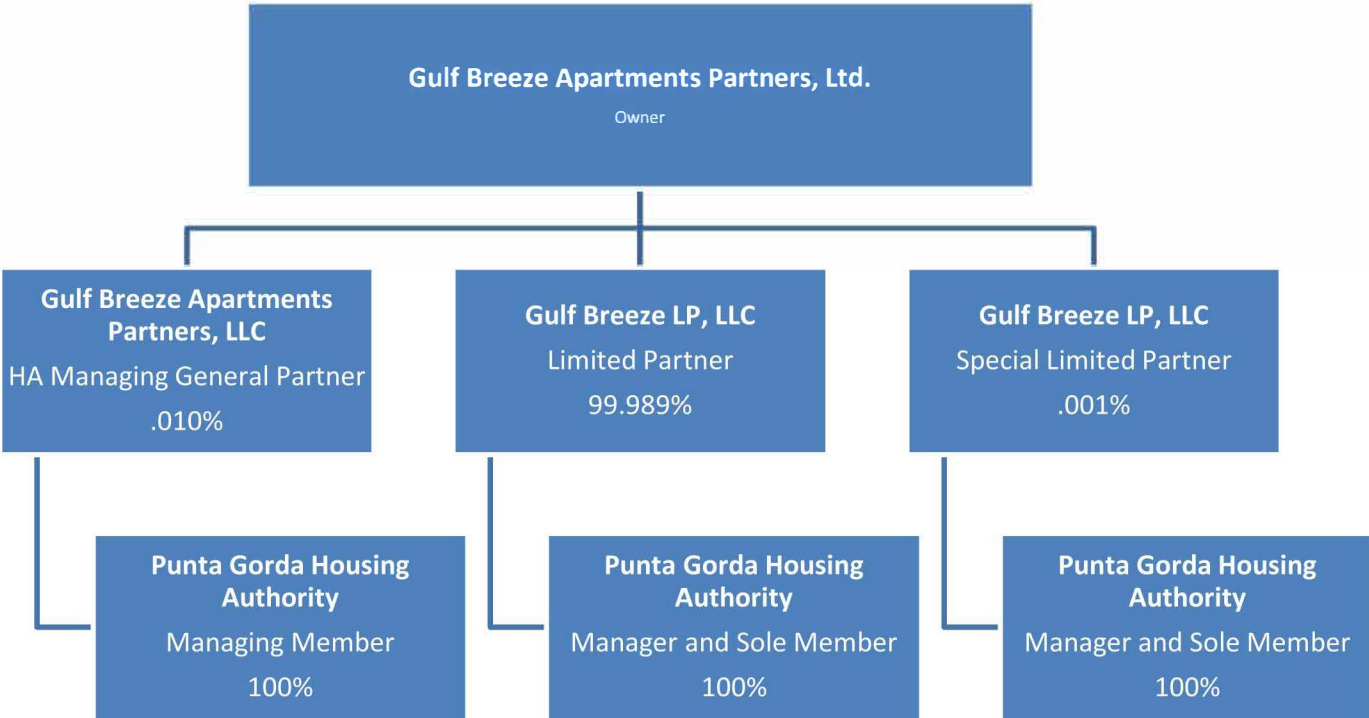 Gulf Breeze Apartments Partners, Ltd.
Owner
Gulf Breeze Apartments
Partners, LLC
HA Managing General Partner
.010%
Gulf Breeze LP, LLC
Limited Partner
99.989%
Gulf Breeze LP, LLC
Special Limited Partner
.001%
Punta Gorda Housing
Authority
Managing Member
100%
Punta Gorda Housing
Authority
Manager and Sole Member
100%
Punta Gorda Housing
Authority
Manager and Sole Member
100%